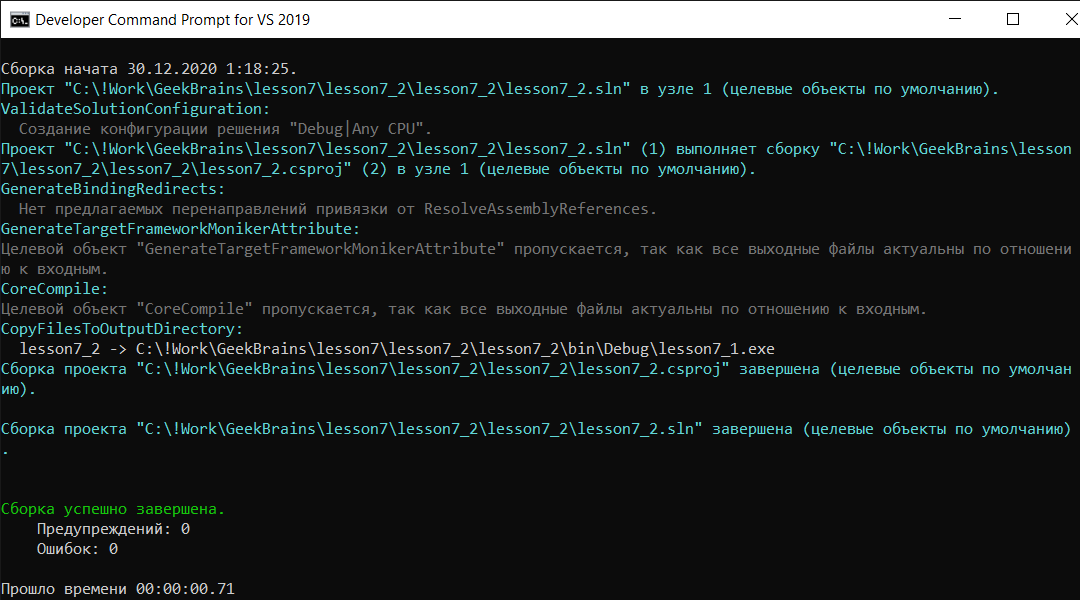 Developer Command Prompt for VS 2019
Сборка начата 30.12.2020 1:18:25.
Проект "C:\!Work\GeekBrains\lesson7\lesson7_2\lesson7_2\lesson7_2.sln" в узле 1 (целевые объекты по умолчанию).
ValidateSolutionConfiguration:
  Создание конфигурации решения "Debug|Any CPU".
Проект "C:\!Work\GeekBrains\lesson7\lesson7_2\lesson7_2\lesson7_2.sln" (1) выполняет сборку "C:\!Work\GeekBrains\lesson
7\lesson7_2\lesson7_2\lesson7_2.csproj" (2) в узле 1 (целевые объекты по умолчанию).
GenerateBindingRedirects:
  Нет предлагаемых перенаправлений привязки от ResolveAssemblyReferences.
GenerateTargetFrameworkMonikerAttribute:
Целевой объект "GenerateTargetFrameworkMonikerAttribute" пропускается, так как все выходные файлы актуальны по отношени
ю к входным.
CoreCompile:
Целевой объект "CoreCompile" пропускается, так как все выходные файлы актуальны по отношению к входным.
CopyFilesToOutputDirectory:
  lesson7_2 -> C:\!Work\GeekBrains\lesson7\lesson7_2\lesson7_2\bin\Debug\lesson7_1.exe
Сборка проекта "C:\!Work\GeekBrains\lesson7\lesson7_2\lesson7_2\lesson7_2.csproj" завершена (целевые объекты по умолчан
ию).
Сборка проекта "C:\!Work\GeekBrains\lesson7\lesson7_2\lesson7_2\lesson7_2.sln" завершена (целевые объекты по умолчанию)
.
Сборка успешно завершена.
    Предупреждений: 0
    Ошибок: 0
Прошло времени 00:00:00.71